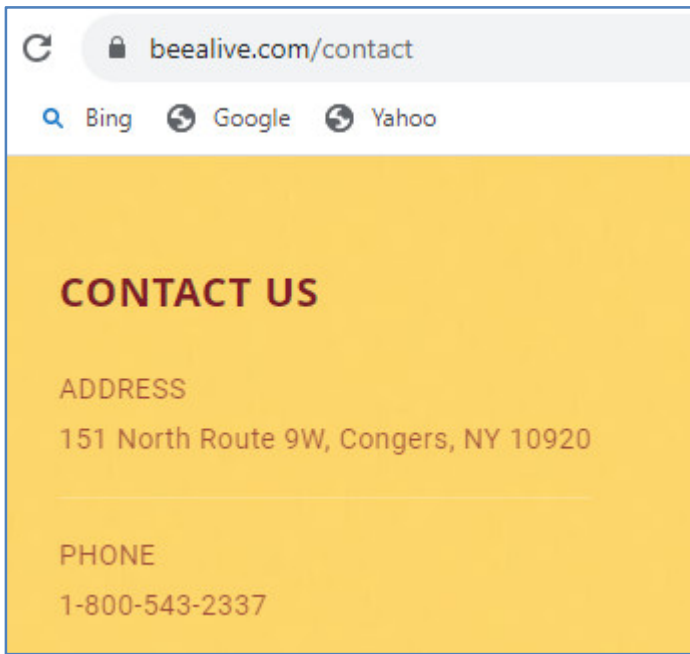 beealive.com/contact
Bing Google Yahoo
CONTACT US
ADDRESS
151 North Route 9W, Congers, NY 10920
PHONE
1-800-543-2337